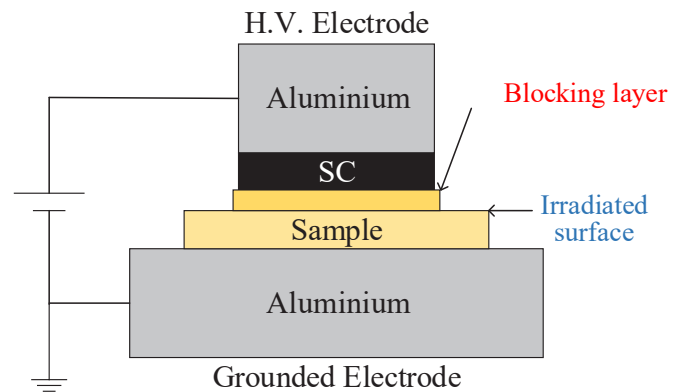 H.V. Electrode
Aluminium
Blocking layer
SC
Irradiated
surface
Sample
Aluminium
Grounded Electrode